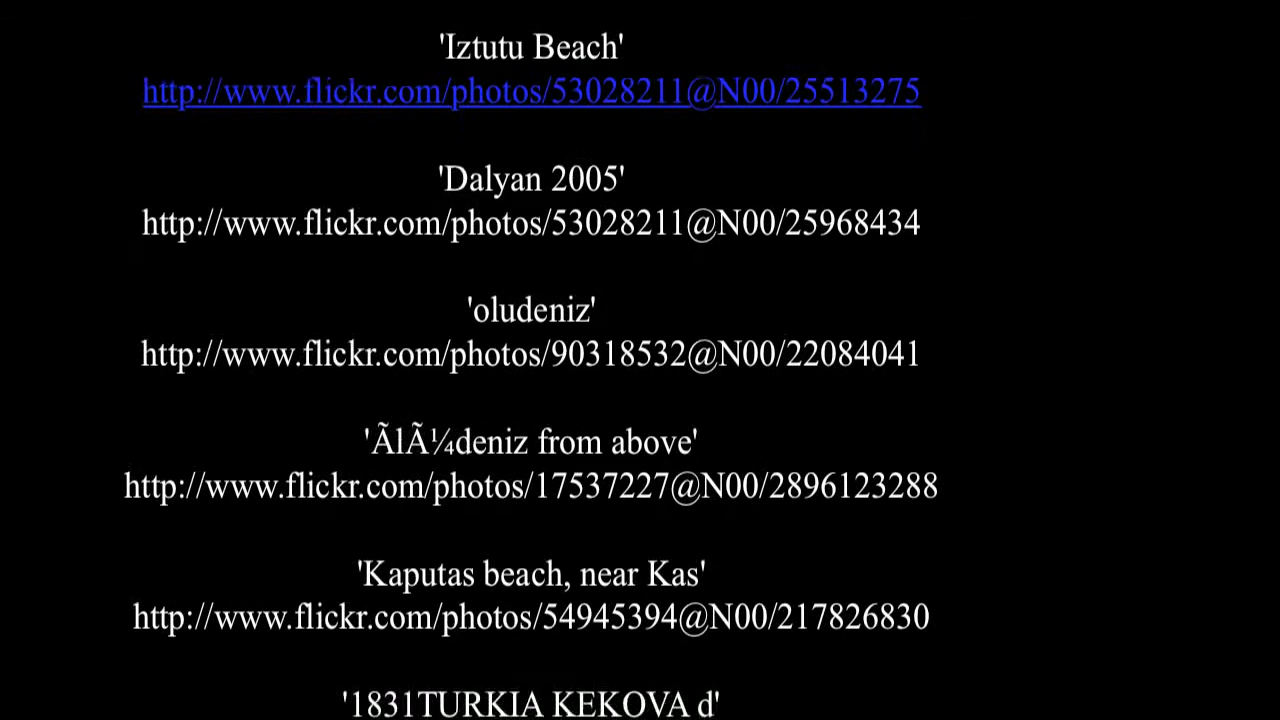 'Iztutu Beach'
http://www.flickr.com/photos/53028211@N00/25513275
'Dalyan 2005'
http://www.flickr.com/photos/53028211@N00/25968434
'oludeniz'
http://www.flickr.com/photos/90318532@N00/22084041
'ÃlÃ¼deniz from above'
http://www.flickr.com/photos/17537227@N00/2896123288
'Kaputas beach, near Kas'
http://www.flickr.com/photos/54945394@N00/217826830
'1831TURKIA KEKOVA d'